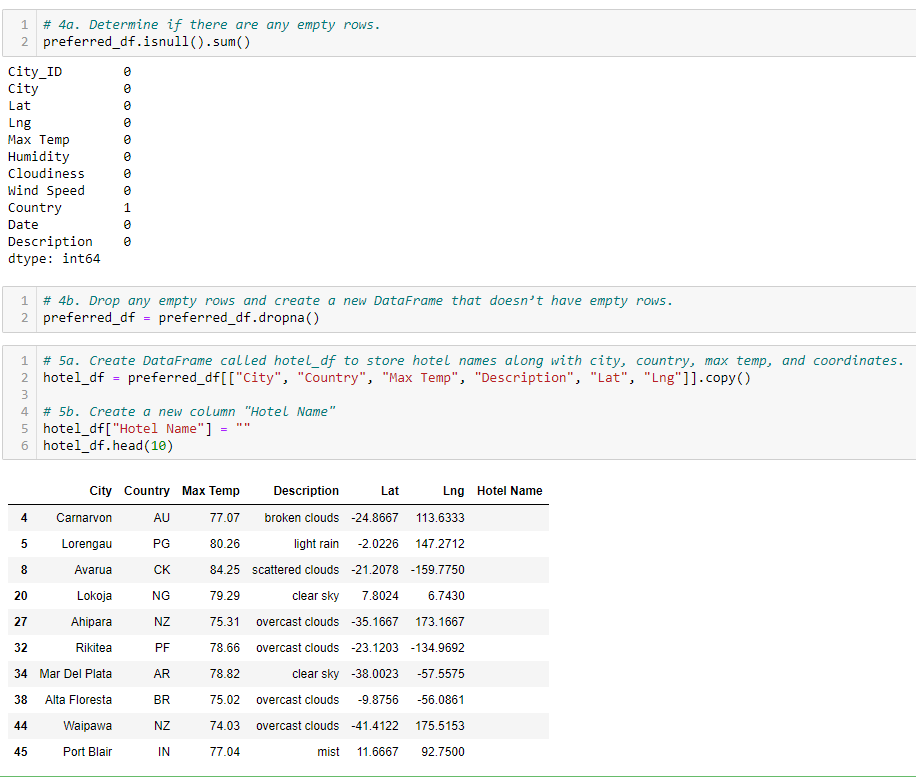 1 # 4a. Determine if there are any empty rows.
2 preferred_df.isnull().sum()
City_ID 0
City 0
Lat 0
Lng 0
Max Temp 0
Humidity 0
Cloudiness 0
Wind Speed 0
Country 1
Date 0
Description 0
dtype: int64
1 # 4b. Drop any empty rows and create a new DataFrame that doesn’t have empty rows.
2 preferred_df = preferred_df.dropna()
1 # 5a. Create DataFrame called hotel_df to store hotel names along with city, country, max temp, and coordinates.
2 hotel_df = preferred_df[["City", "Country", "Max Temp", "Description", "Lat", "Lng"]].copy()
3
4 # 5b. Create a new column "Hotel Name"
5 hotel_df["Hotel Name"] = ""
6 hotel_df.head(10)
City Country Max Temp Description Lat Lng Hotel Name
4 Carnarvon AU 77.07 broken clouds -24.8667 113.6333
5 Lorengau PG 80.26 light rain -2.0226 147.2712
8 Avarua CK 84.25 scattered clouds -21.2078 -159.7750
20 Lokoja NG 79.29 clear sky 7.8024 6.7430
27 Ahipara NZ 75.31 overcast clouds -35.1667 173.1667
32 Rikitea PF 78.66 overcast clouds -23.1203 -134.9692
34 Mar Del Plata AR 78.82 clear sky -38.0023 -57.5575
38 Alta Floresta BR 75.02 overcast clouds -9.8756 -56.0861
44 Waipawa NZ 74.03 overcast clouds -41.4122 175.5153
45 Port Blair IN 77.04 mist 11.6667 92.7500